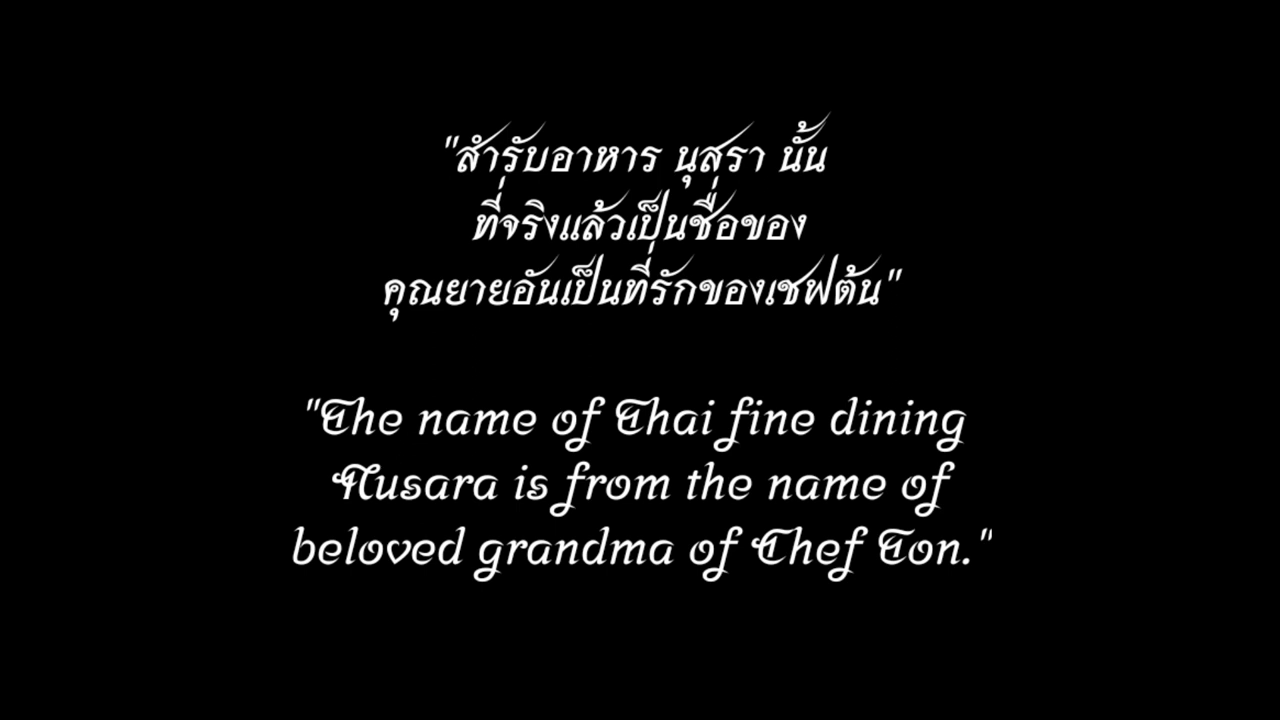 "สำรับอาหาร นุสรา นั้น
ที่จริงแล้วเป็นชื่อของ
คุณยายอันเป็นที่รักของเชฟต้น"
"The name of Thai fine dining
Nusara is from the name of
beloved grandma of Chef Ton."